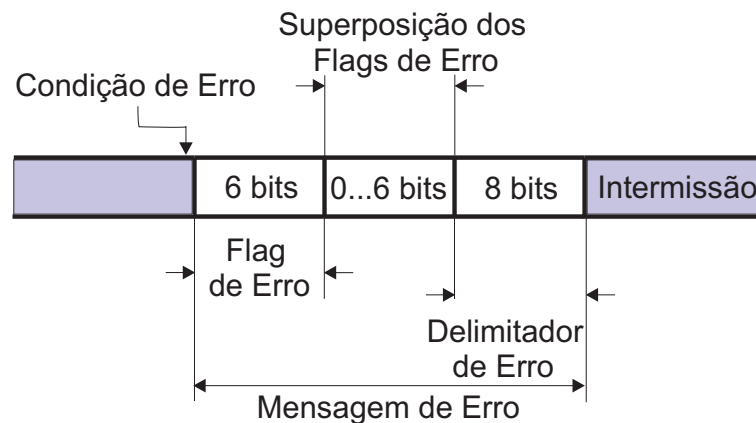 Superposição dos
Flags de Erro
Condição de Erro
6 bits
0...6 bits
8 bits
Intermissão
Flag
de Erro
Delimitador
de Erro
Mensagem de Erro